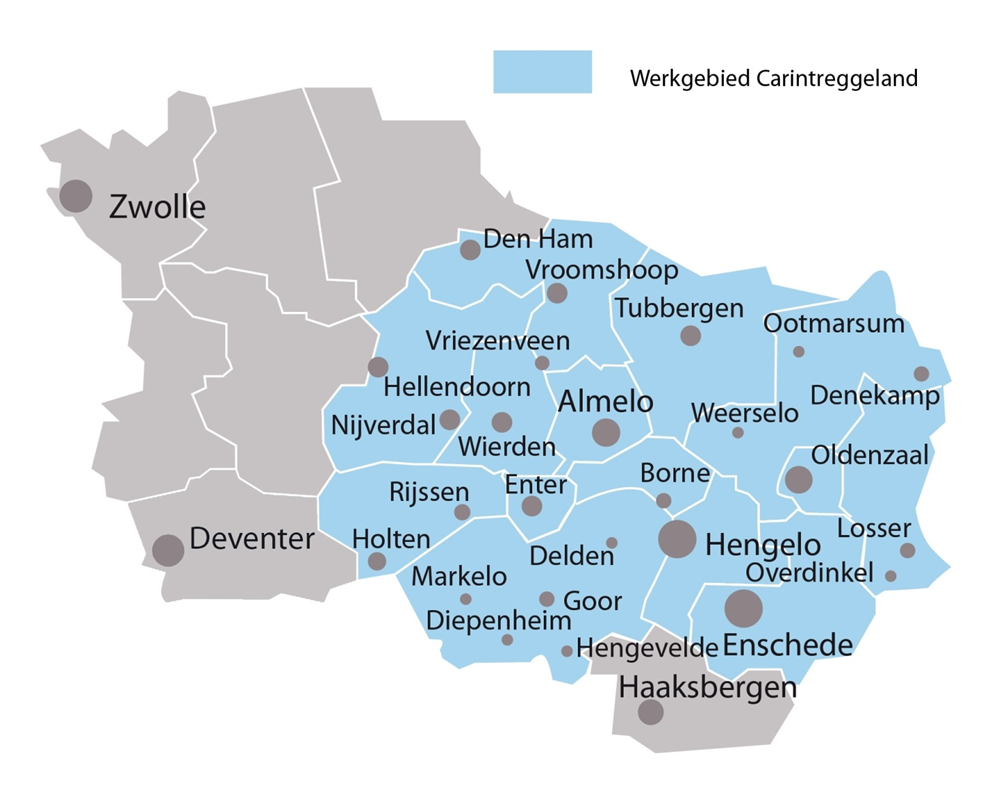 Werkgebied Carintreggeland
Zwolle
Den Ham
Vroomshoop
Tubbergen
Ootmarsum
Vriezenveen
Hellendoorn
Denekamp
Almelo
Weerselo
Nijverdal
Wierden
Oldenzaal
Borne
Rijssen
Enter
Losser
Deventer
Holten
Delden
Hengelo
Overdinkel
Markelo
Goor
Diepenheim
Hengevelde
Enschede
Haaksbergen